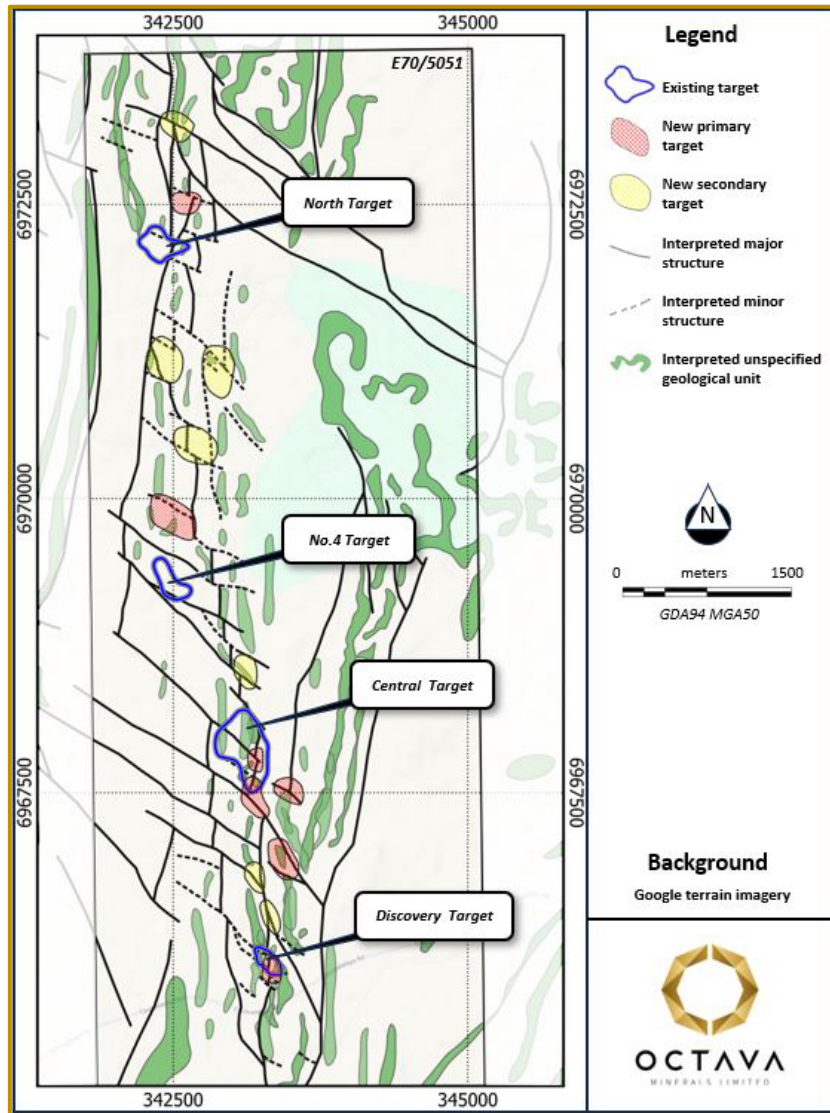 342500 345000
E70/5051
6972500 6972500
North Target
6970000 6970000
No.4 Target
Central Target
6967500 6967500
Discovery Target
342500 345000
Legend
Existing target
New primary
target
New secondary
target
Interpreted major
structure
Interpreted minor
structure
Interpreted unspecified
geological unit
N
0 meters 1500
GDA94 MGA50
Background
Google terrain imagery
OCTAVA
MINERALS LIMITED